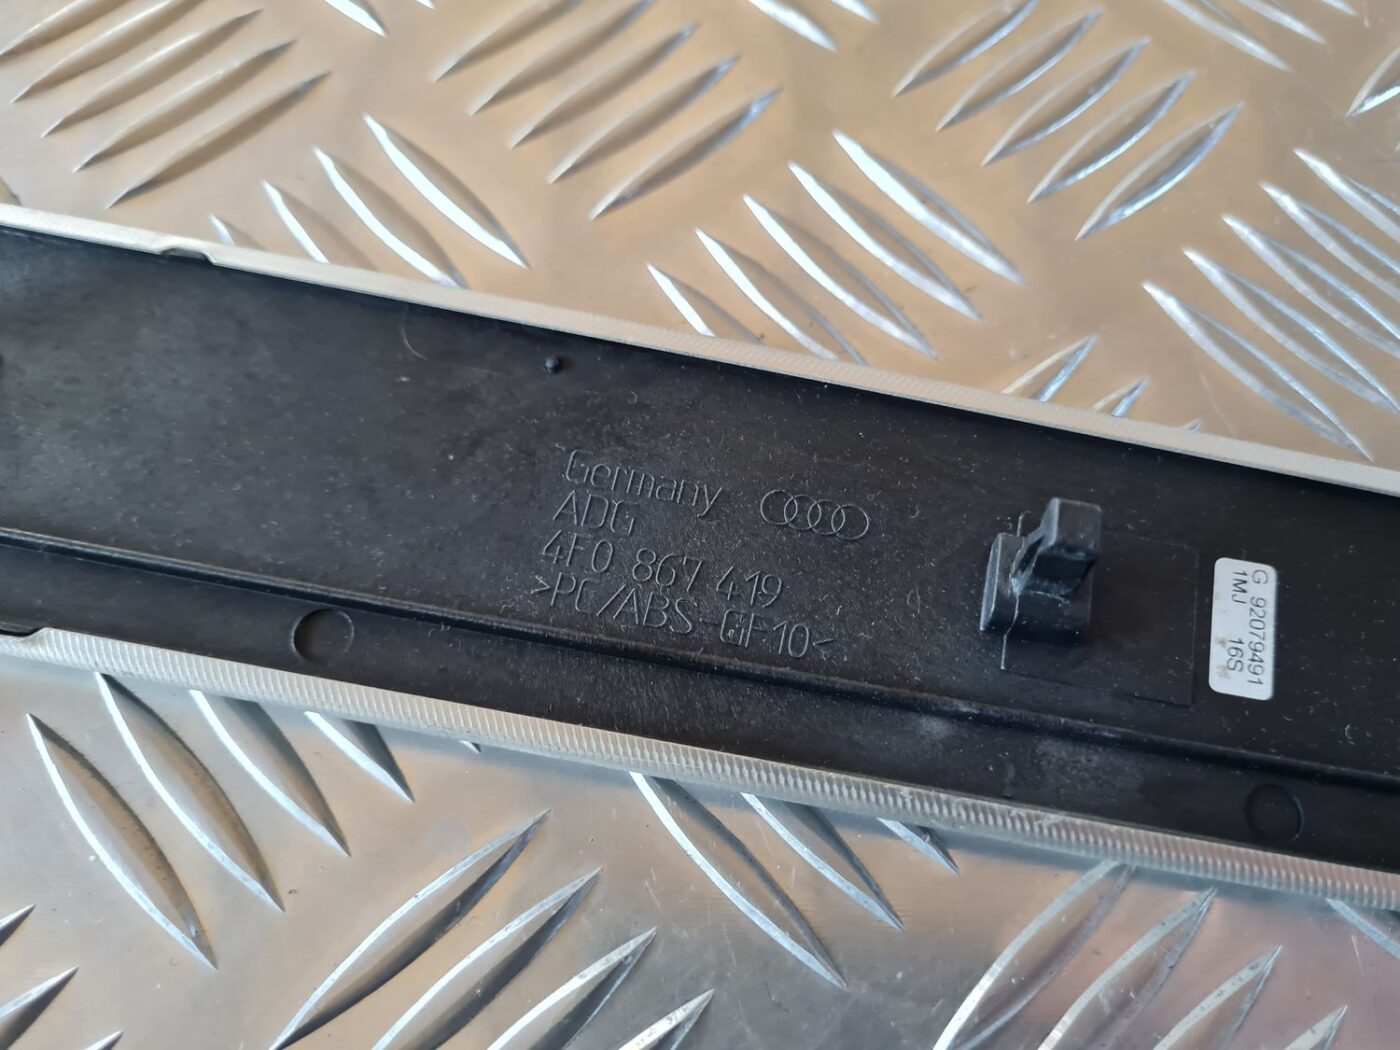 Germany
ADG
4F0 867 419
>PC/ABS-GF10<
G 92079491
1MJ 16S